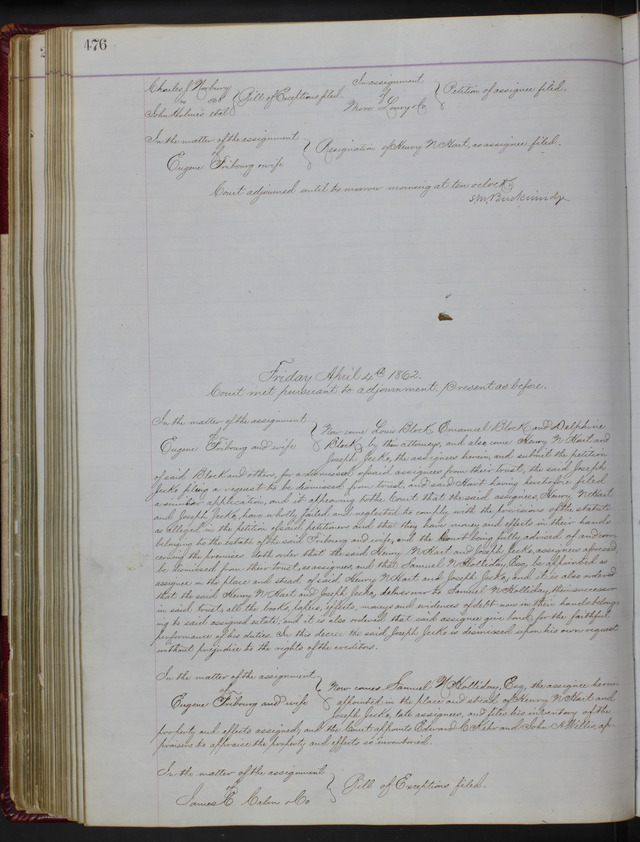 476
Charles J. Norbury
vs
John Holmes et al
Bill of Exceptions filed.
In assignment
of
Lowry & Co
Petition of assignee filed.
In the matter of the assignment
of
Eugene Fribourg & wife
Resignation of Henry N Hart, as assignee filed.
Court adjourned until to morrow morning at ten oclock.
Friday April 4th 1862.
Court met pursuant to adjournment; present as before.
In the matter of the assignment
of
Eugene Fribourg and wife
Now come Louis Block, Emanuel Block and Delphine
Block, by their attorneys, and also come Henry N Hart and
Joseph Jecko, the assignees herein, and submit the petition
of said Block and others, for a dismissal of said assignees from their trust, the said Joseph
Jecko filing a request to be dismissed from trust, and said Hart having heretofore filed
a similar application, and it appearing to the Court that the said assignees, Henry N Hart
and Joseph Jecko, have wholly failed and neglected to comply with the provisions of the statute
as alleged in the petition of said petitioners and that they have money and effects in their hands
belonging to the estate of the said Fribourg and wife, and the Court being fully advised of and con-
cerning the premises doth order that the said Henry N Hart and Joseph Jecko, assignees aforesaid,
be dismissed from their trust, as assignees, and that Samuel N Holliday, Esq, be appointed as
assignee in the place and stead of said Henry N Hart and Joseph Jecko, and it is also ordered
that the said Henry N Hart and Joseph Jecko, deliver over to Samuel N Holliday, their successor
in said trust, all the books, papers, effects, moneys and evidences of debt now in their hands belong-
ing to said assigned estate, and it is also ordered that said assignee give bond for the faithful
performance of his duties. In this decree the said Joseph Jecko is dismissed upon his own request
without prejudice to the rights of the creditors.
In the matter of the assignment
of
Eugene Fribourg and wife
Now comes Samuel N Holliday, Esq, the assignee herein
appointed in the place and stead of Henry N Hart and
Joseph Jecko, late assignees, and files his inventory of the
property and effects assigned, and the Court appoints Edward C and John A Willis, ap-
praisers to appraise the property and effects so inventoried.
In the matter of the assignment
of
James & Co
Bill of Exceptions filed.